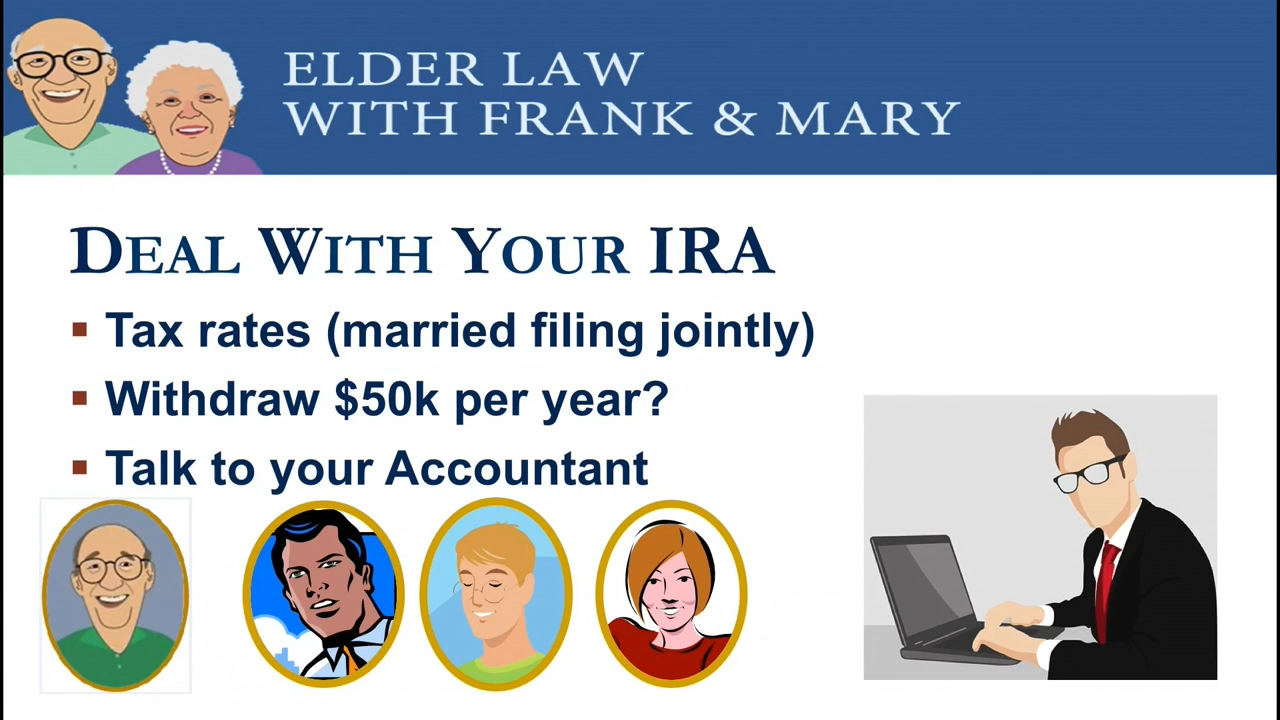 ELDER LAW
WITH FRANK & MARY
DEAL WITH YOUR IRA
▪ Tax rates (married filing jointly)
▪ Withdraw $50k per year?
▪ Talk to your Accountant